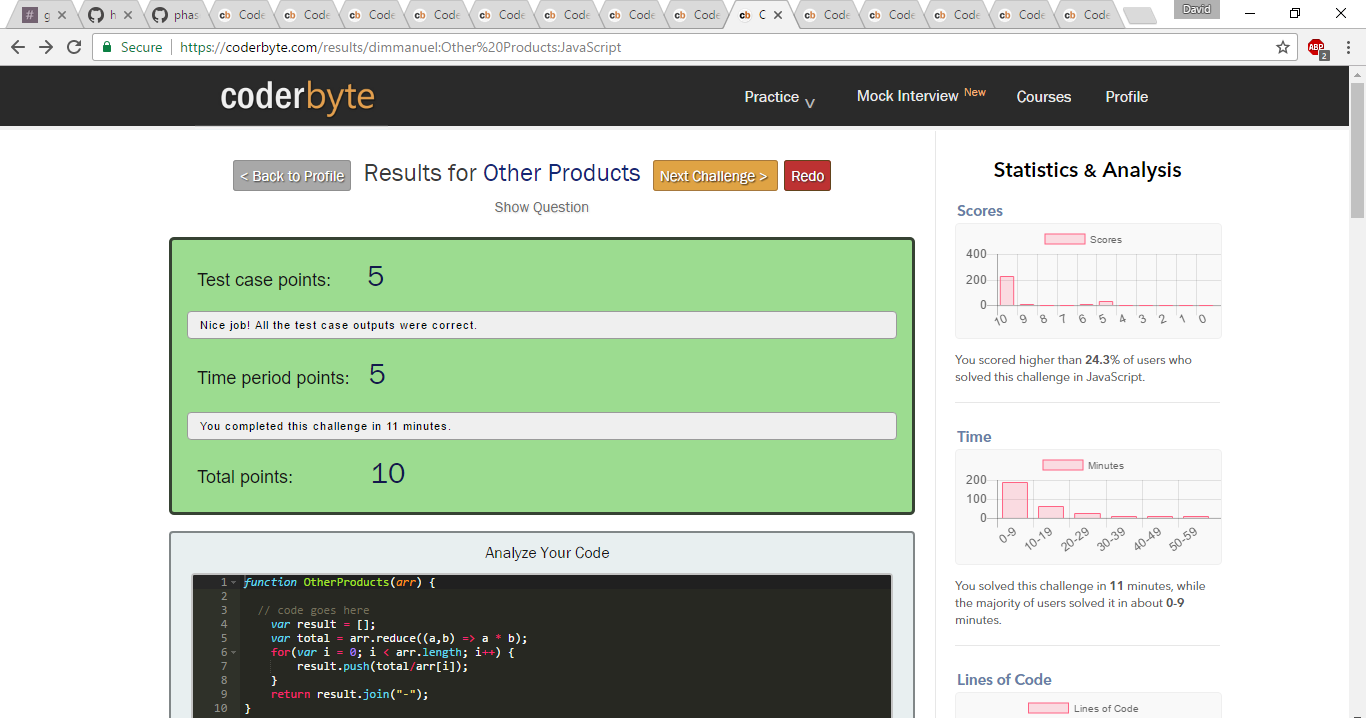 # g
h
phas
cb Code
cb Code
cb Code
cb Code
cb Code
cb Code
cb Code
cb Code
cb C
cb Code
cb Code
cb Code
cb Code
cb Code
David
Secure
https://coderbyte.com/results/dimmanuel:Other%20Products:JavaScript
ABP
2
coderbyte
Practice
Mock Interview New
Courses
Profile
< Back to Profile
Results for Other Products
Next Challenge >
Redo
Show Question
Test case points: 5
Nice job! All the test case outputs were correct.
Time period points: 5
You completed this challenge in 11 minutes.
Total points: 10
Analyze Your Code
1 function OtherProducts(arr) {
2
3 // code goes here
4 var result = [];
5 var total = arr.reduce((a,b) => a * b);
6 for(var i = 0; i < arr.length; i++) {
7 result.push(total/arr[i]);
8 }
9 return result.join("-");
10 }
Statistics & Analysis
Scores
Scores
400
200
0
10 9 8 7 6 5 4 3 2 1 0
You scored higher than 24.3% of users who
solved this challenge in JavaScript.
Time
Minutes
200
100
0
0-9 10-19 20-29 30-39 40-49 50-59
You solved this challenge in 11 minutes, while
the majority of users solved it in about 0-9
minutes.
Lines of Code
Lines of Code